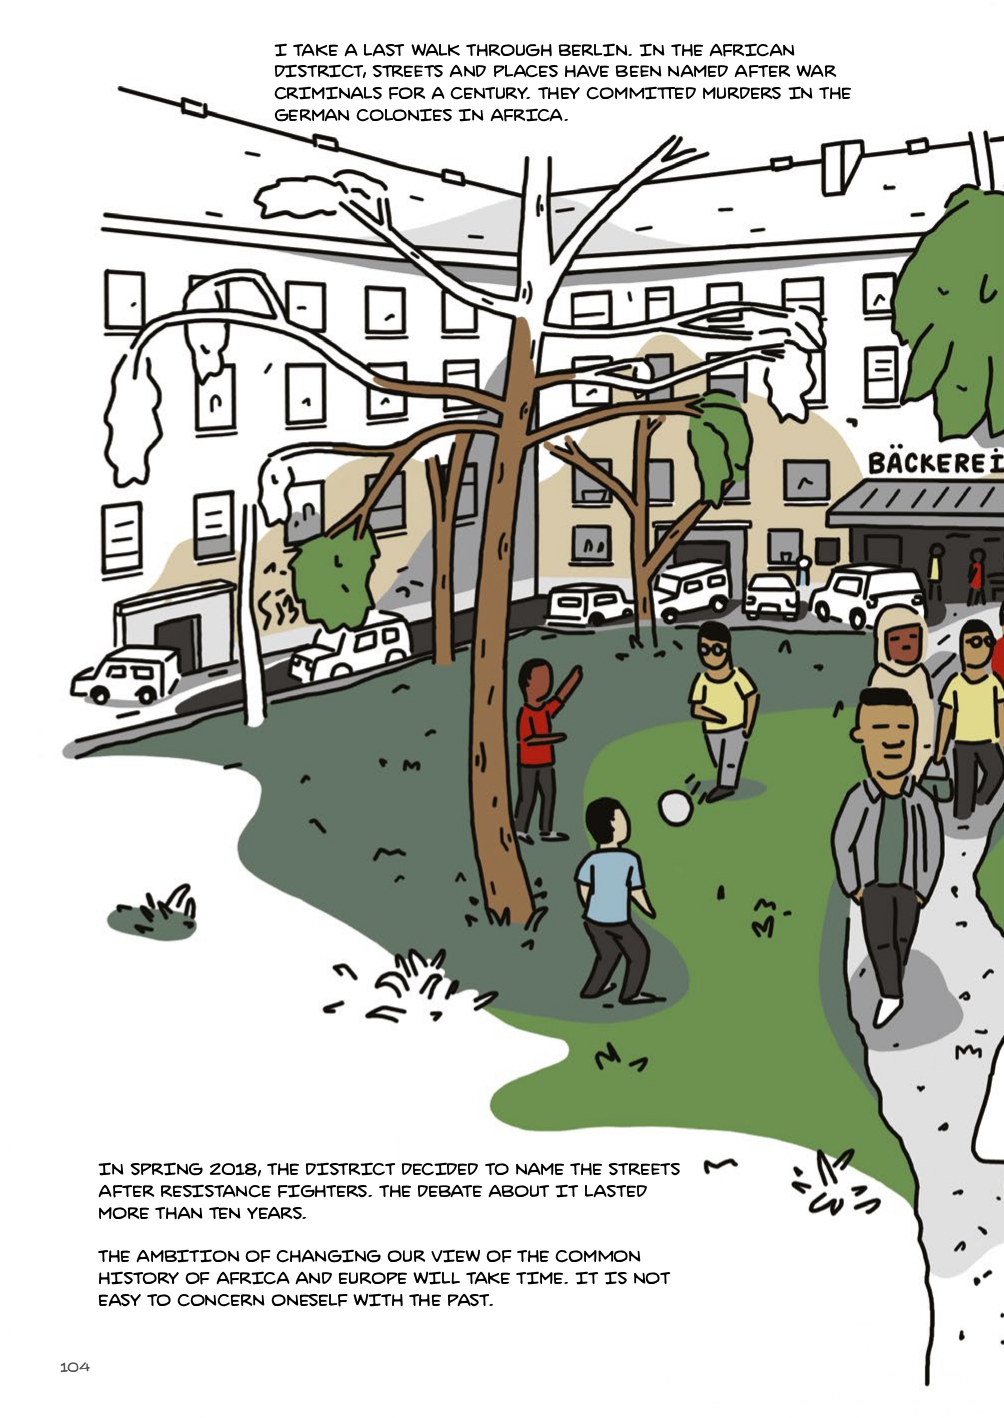 I TAKE A LAST WALK THROUGH BERLIN. IN THE AFRICAN
DISTRICT, STREETS AND PLACES HAVE BEEN NAMED AFTER WAR
CRIMINALS FOR A CENTURY. THEY COMMITTED MURDERS IN THE
GERMAN COLONIES IN AFRICA.
BÄCKEREI
IN SPRING 2018, THE DISTRICT DECIDED TO NAME THE STREETS
AFTER RESISTANCE FIGHTERS. THE DEBATE ABOUT IT LASTED
MORE THAN TEN YEARS.
THE AMBITION OF CHANGING OUR VIEW OF THE COMMON
HISTORY OF AFRICA AND EUROPE WILL TAKE TIME. IT IS NOT
EASY TO CONCERN ONESELF WITH THE PAST.
104